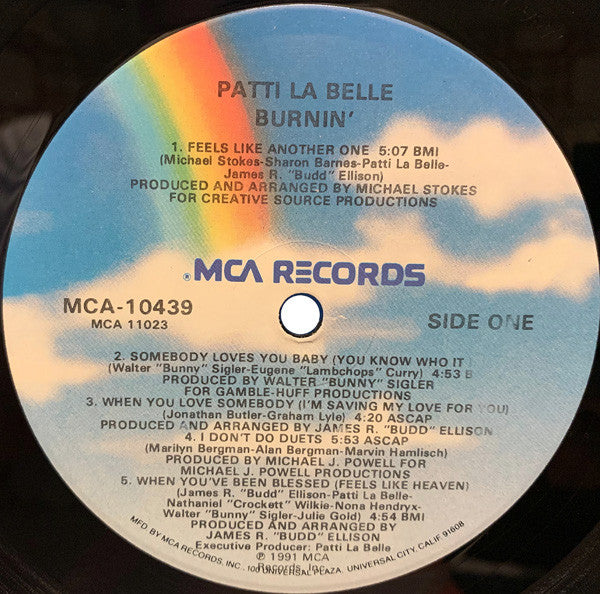 PATTI LA BELLE
BURNIN'
1. FEELS LIKE ANOTHER ONE 5:07 BMI
(Michael Stokes-Sharon Barnes-Patti La Belle-
James R. "Budd" Ellison)
PRODUCED AND ARRANGED BY MICHAEL STOKES
FOR CREATIVE SOURCE PRODUCTIONS
® MCA RECORDS
MCA-10439
MCA 11023
SIDE ONE
2. SOMEBODY LOVES YOU BABY (YOU KNOW WHO IT
(Walter "Bunny" Sigler-Eugene "Lambchops" Curry) 4:53 B
PRODUCED BY WALTER "BUNNY" SIGLER
FOR GAMBLE-HUFF PRODUCTIONS
3. WHEN YOU LOVE SOMEBODY (I'M SAVING MY LOVE FOR YOU)
(Jonathan Butler-Graham Lyle) 4:20 ASCAP
PRODUCED AND ARRANGED BY JAMES R. "BUDD" ELLISON
4. I DON'T DO DUETS 5:53 ASCAP
(Marilyn Bergman-Alan Bergman-Marvin Hamlisch)
PRODUCED BY MICHAEL J. POWELL FOR
MICHAEL J. POWELL PRODUCTIONS
5. WHEN YOU'VE BEEN BLESSED (FEELS LIKE HEAVEN)
(James R. "Budd" Ellison-Patti La Belle-
Nathaniel "Crockett" Wilkie-Nona Hendryx-
Walter "Bunny" Sigler-Julie Gold) 4:54 BMI
PRODUCED AND ARRANGED BY
JAMES R. "BUDD" ELLISON
Executive Producer: Patti La Belle
℗ 1991 MCA
Records, Inc.
MFD BY MCA RECORDS, INC., 100 UNIVERSAL PLAZA, UNIVERSAL CITY, CALIF 91608